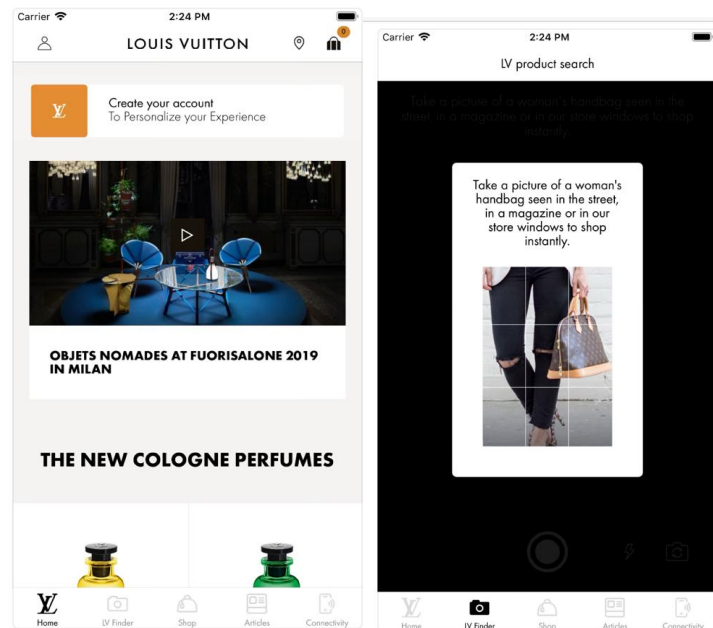 Carrier
2:24 PM
LOUIS VUITTON
0
LV
Create your account
To Personalize your Experience
OBJETS NOMADES AT FUORISALONE 2019
IN MILAN
THE NEW COLOGNE PERFUMES
LV
Home
LV Finder
Shop
Articles
Connectivity
Carrier
2:24 PM
LV product search
Take a picture of a woman's handbag seen in the
street, in a magazine or in our store windows to shop
instantly.
Take a picture of a woman's
handbag seen in the street,
in a magazine or in our
store windows to shop
instantly.
LV
Home
LV Finder
Shop
Articles
Connectivity